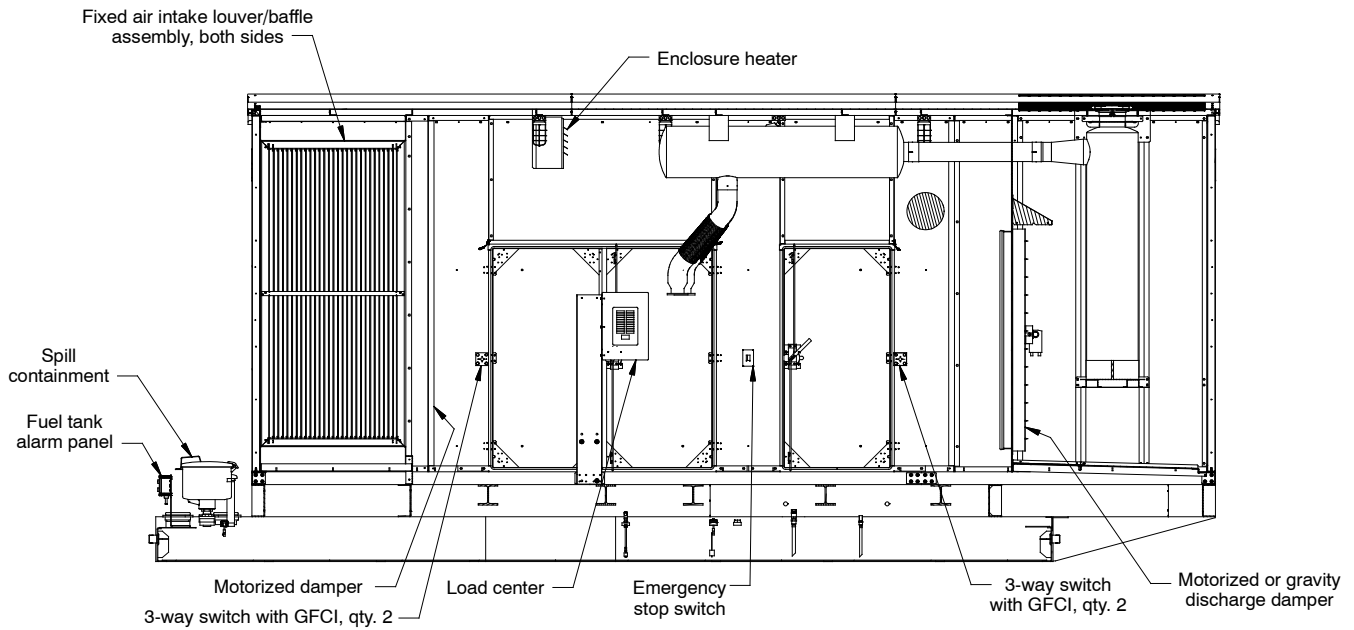 Fixed air intake louver/baffle
assembly, both sides
Enclosure heater
Spill
containment
Fuel tank
alarm panel
Motorized damper
3-way switch with GFCI, qty. 2
Load center
Emergency
stop switch
3-way switch
with GFCI, qty. 2
Motorized or gravity
discharge damper